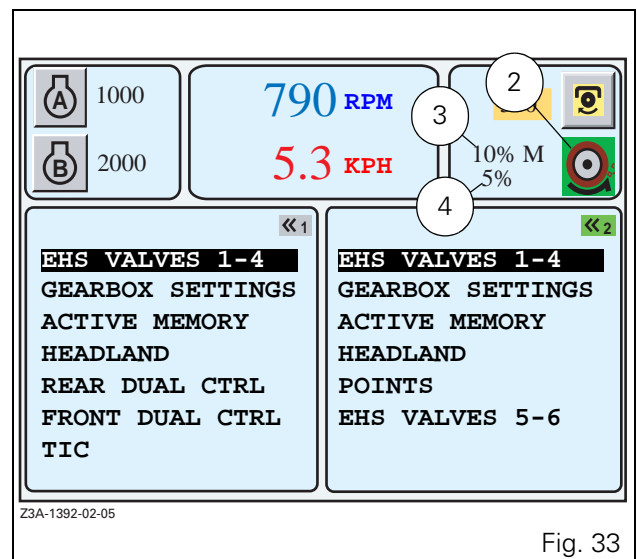 A 1000
790 RPM
2
3
B 2000
5.3 KPH
10% M
5%
4
«1
EHS VALVES 1-4
GEARBOX SETTINGS
ACTIVE MEMORY
HEADLAND
REAR DUAL CTRL
FRONT DUAL CTRL
TIC
«2
EHS VALVES 1-4
GEARBOX SETTINGS
ACTIVE MEMORY
HEADLAND
POINTS
EHS VALVES 5-6
Z3A-1392-02-05
Fig. 33